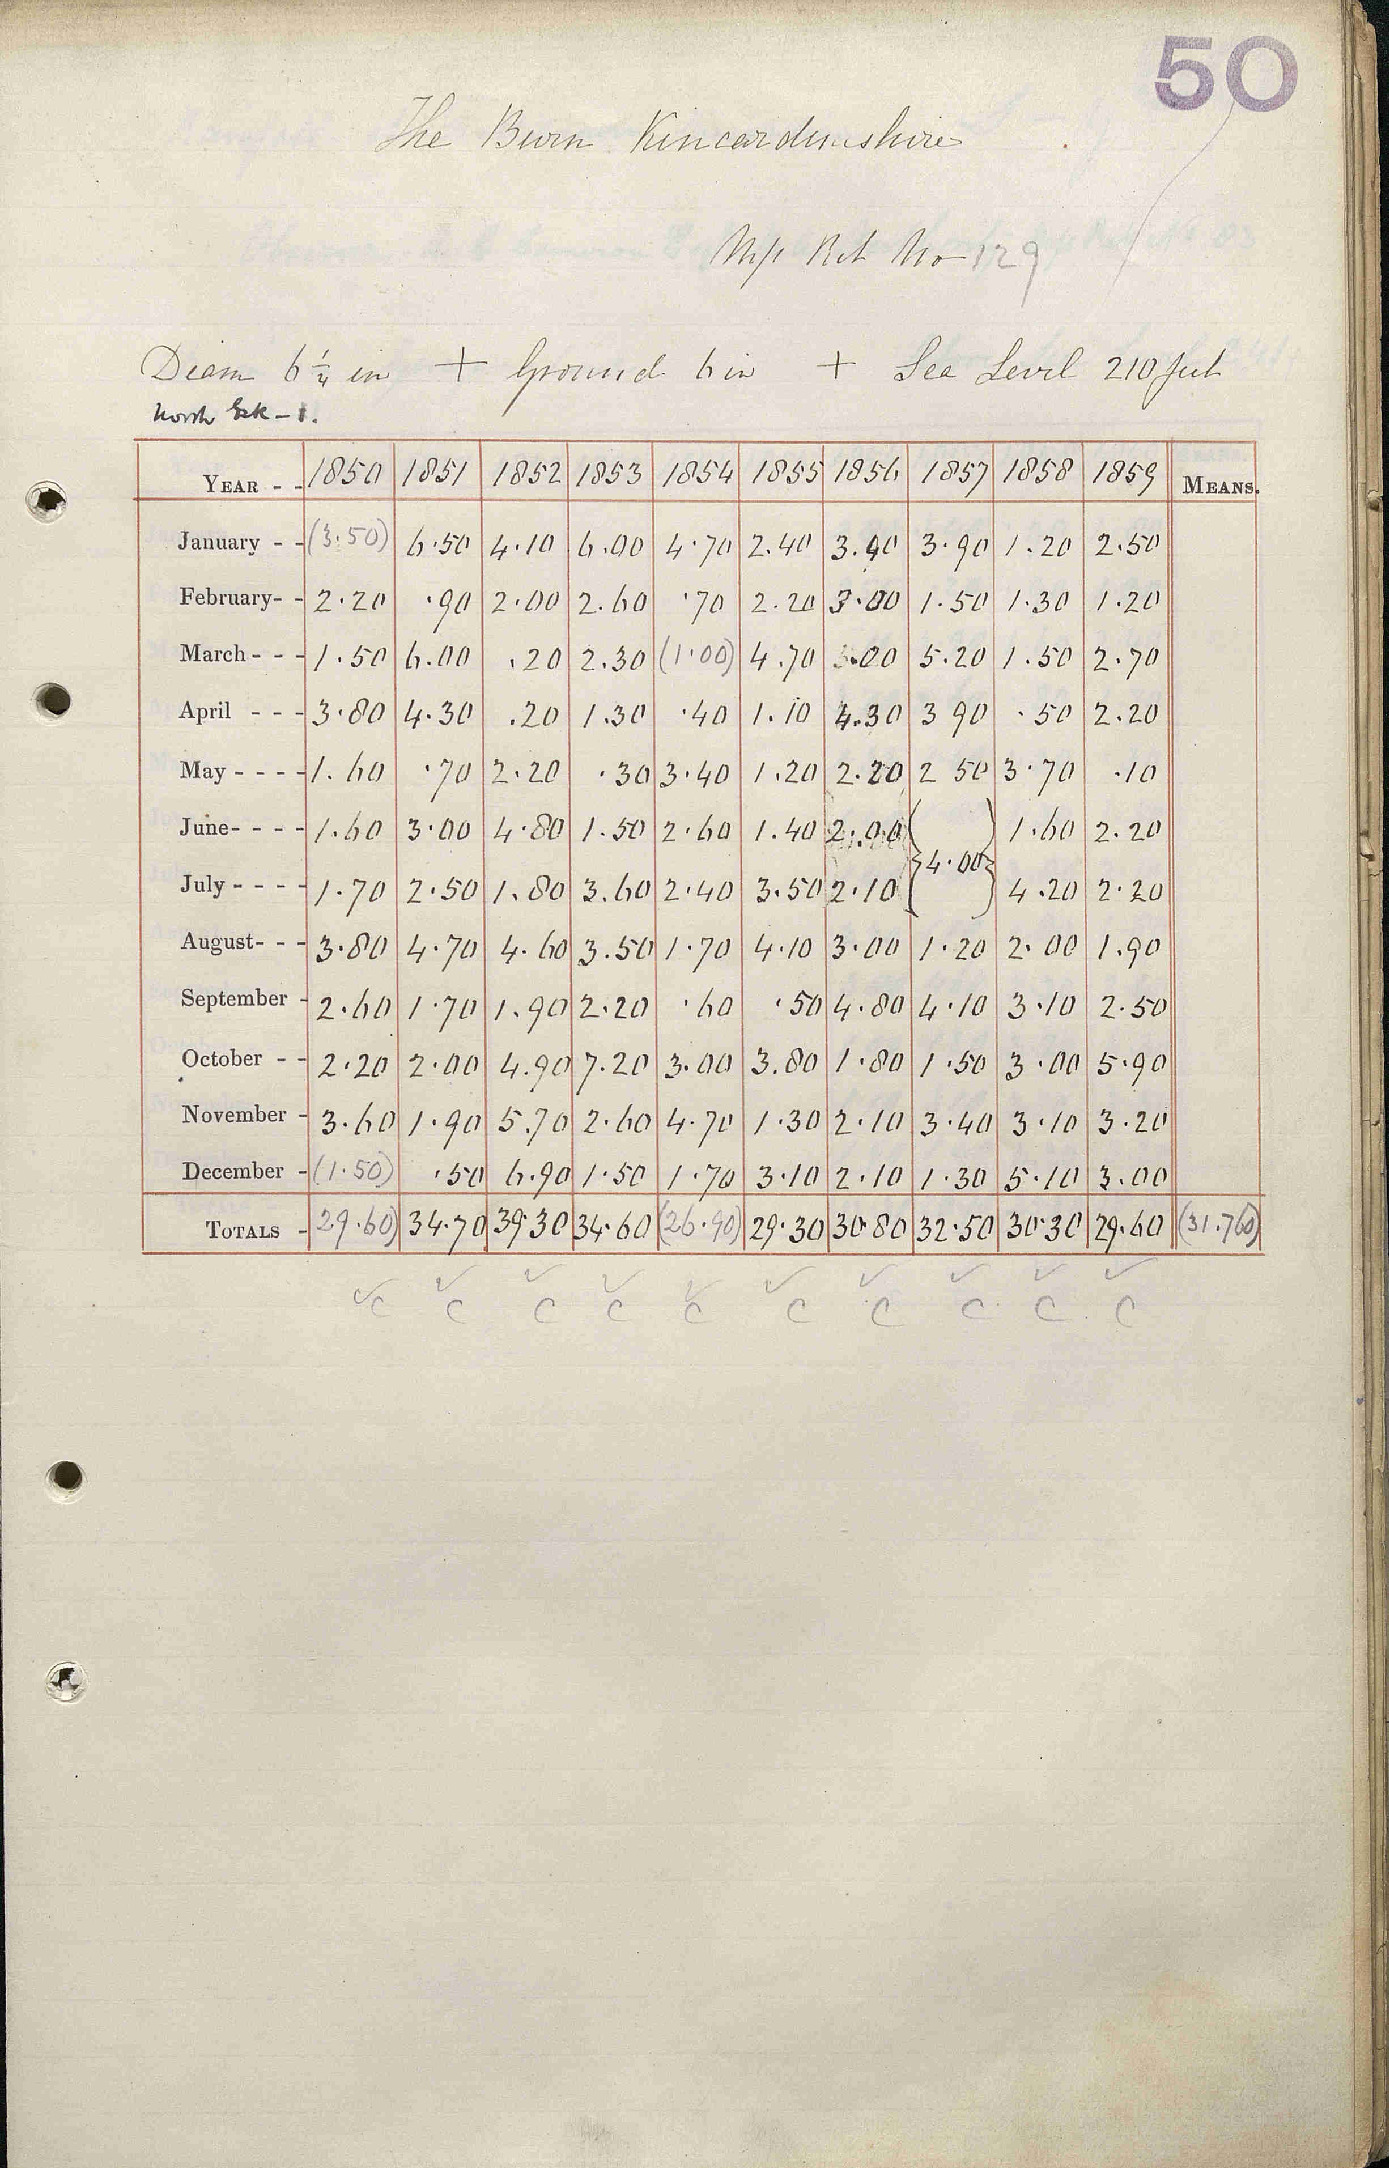 50
The Burn Kincardineshire
Mp Ret No 129
Diam 6 1/4 in + Ground 6 in + Sea Level 210 feet
North Esk - 1.
YEAR - - 1850 1851 1852 1853 1854 1855 1856 1857 1858 1859 MEANS.
January - - (3.50) 6.50 4.10 6.00 4.70 2.40 3.40 3.90 1.20 2.50
February- - 2.20 .90 2.00 2.60 .70 2.20 3.00 1.50 1.30 1.20
March - - - 1.50 6.00 .20 2.30 (1.00) 4.70 .00 5.20 1.50 2.70
April - - - 3.80 4.30 .20 1.30 .40 1.10 4.30 3 90 .50 2.20
May - - - - 1.60 .70 2.20 .30 3.40 1.20 2.20 2 50 3.70 .10
June- - - - 1.60 3.00 4.80 1.50 2.60 1.40 2.00 1.60 2.20
{4.00}
July - - - - 1.70 2.50 1.80 3.60 2.40 3.50 2.10 4.20 2.20
August- - - 3.80 4.70 4.60 3.50 1.70 4.10 3.00 1.20 2.00 1.90
September - 2.60 1.70 1.90 2.20 .60 .50 4.80 4.10 3.10 2.50
October - - 2.20 2.00 4.90 7.20 3.00 3.80 1.80 1.50 3.00 5.90
November - 3.60 1.90 5.70 2.60 4.70 1.30 2.10 3.40 3.10 3.20
December - (1.50) .50 6.90 1.50 1.70 3.10 2.10 1.30 5.10 3.00
TOTALS - 29.60) 34.70 39.30 34.60 (26.90) 29.30 30.80 32.50 30.30 29.60 (31.760)
✓c ✓ ✓ ✓ ✓ ✓ ✓ ✓ ✓ ✓
C C C C C C C C C